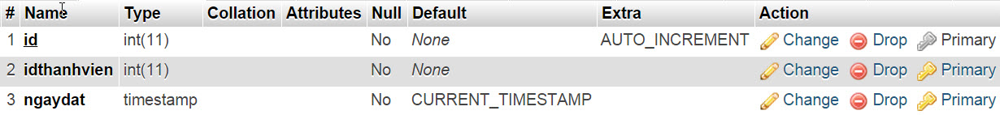 # Name Type Collation Attributes Null Default Extra Action
1 id int(11) No None AUTO_INCREMENT Change Drop Primary
2 idthanhvien int(11) No None Change Drop Primary
3 ngaydat timestamp No CURRENT_TIMESTAMP Change Drop Primary